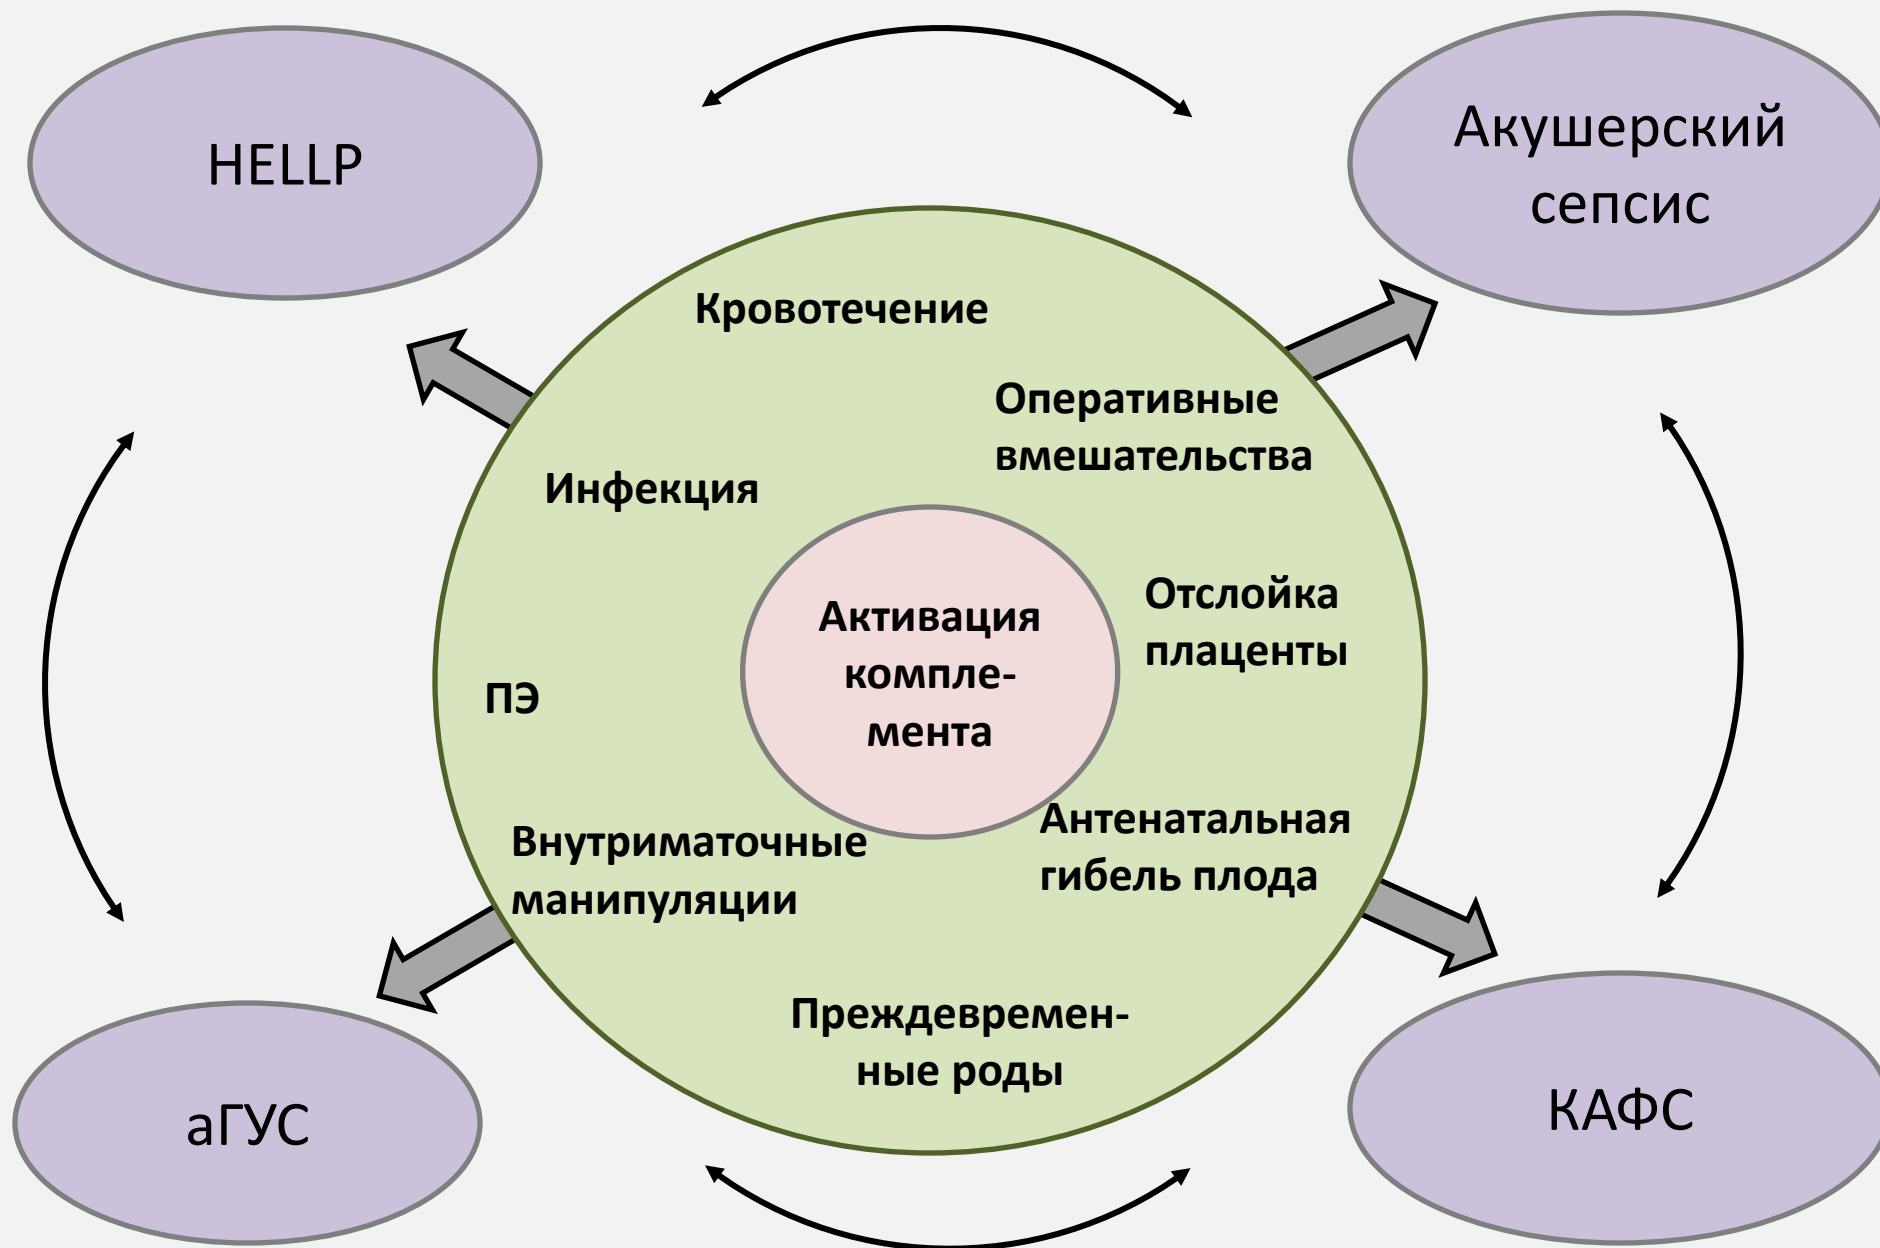 HELLP
Акушерский
сепсис
Кровотечение
Оперативные
вмешательства
Инфекция
Активация
компле-
мента
Отслойка
плаценты
ПЭ
Внутриматочные
манипуляции
Антенатальная
гибель плода
Преждевремен-
ные роды
аГУС
КАФС